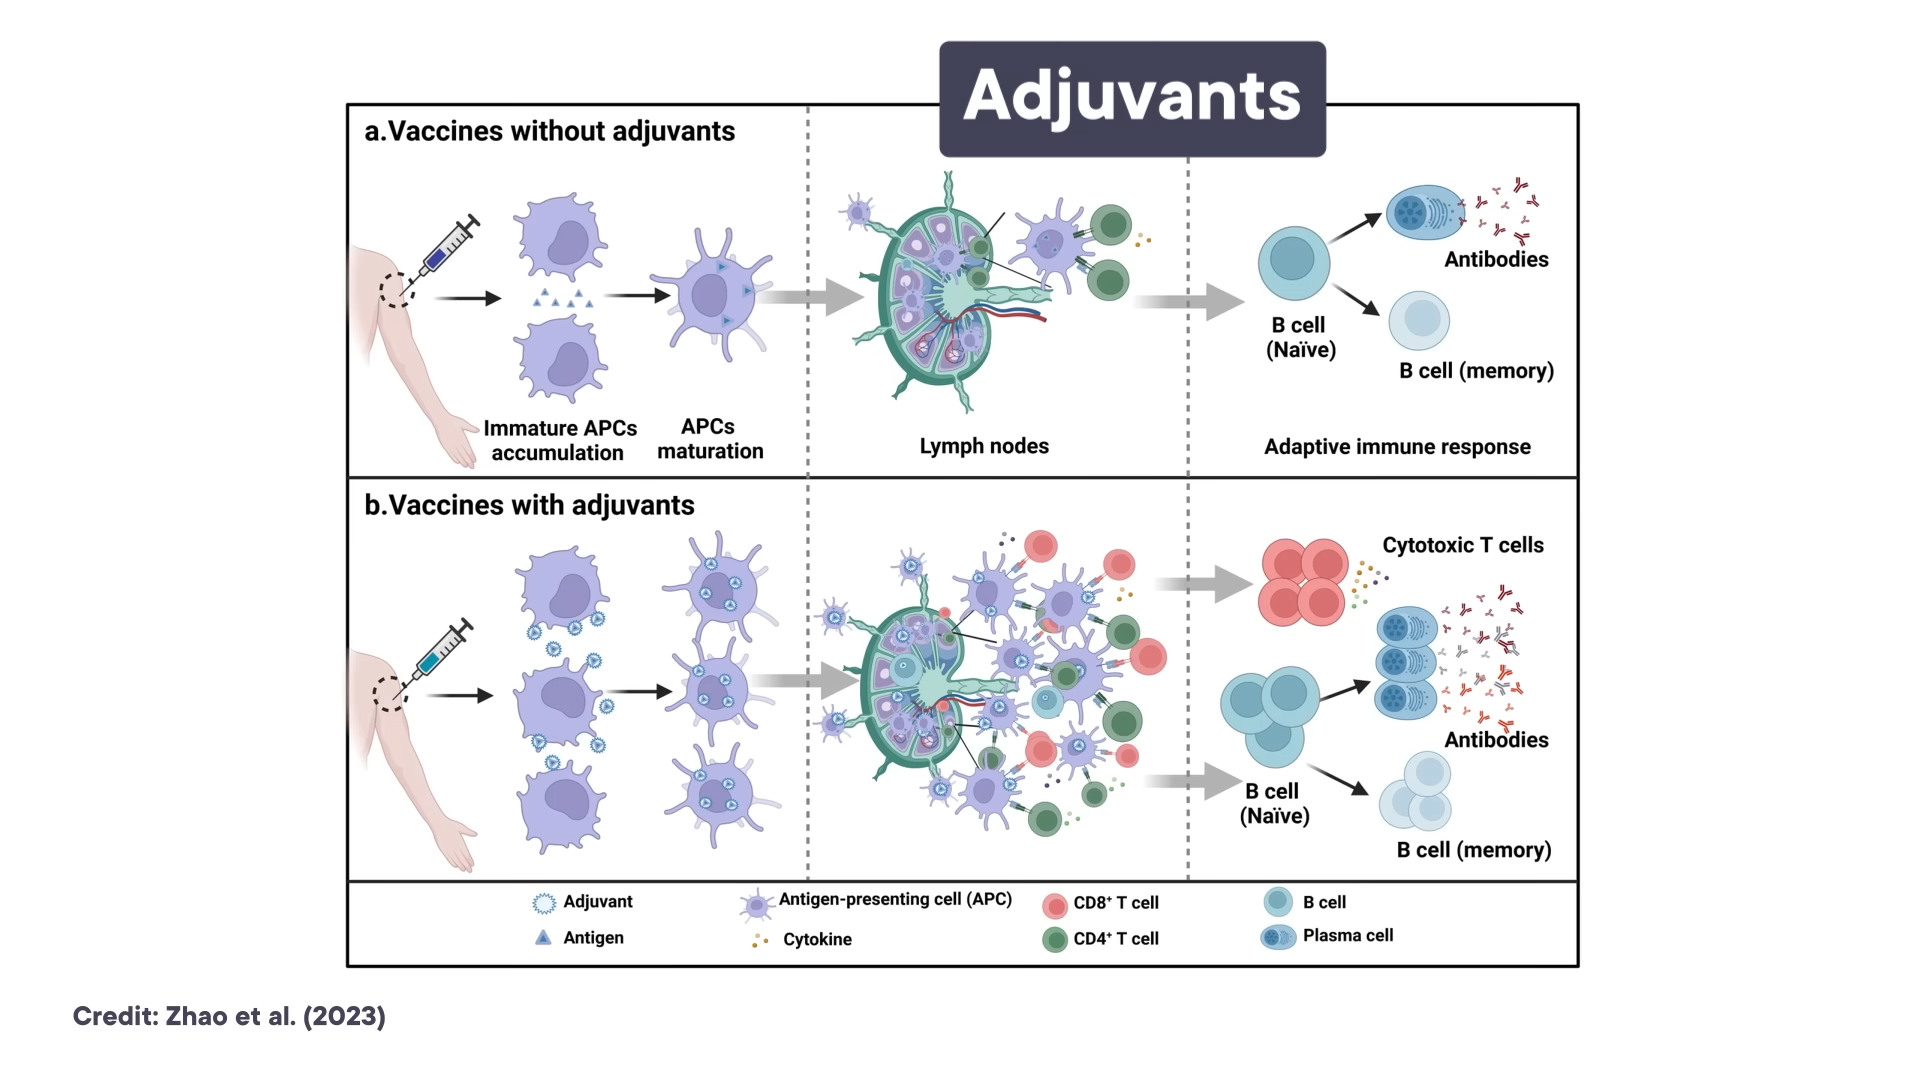 Adjuvants
a.Vaccines without adjuvants
Immature APCs
accumulation
APCs
maturation
Lymph nodes
Antibodies
B cell
(Naïve)
B cell (memory)
Adaptive immune response
b.Vaccines with adjuvants
Cytotoxic T cells
Antibodies
B cell
(Naïve)
B cell (memory)
Adjuvant
Antigen-presenting cell (APC)
CD8⁺ T cell
B cell
Antigen
Cytokine
CD4⁺ T cell
Plasma cell
Credit: Zhao et al. (2023)